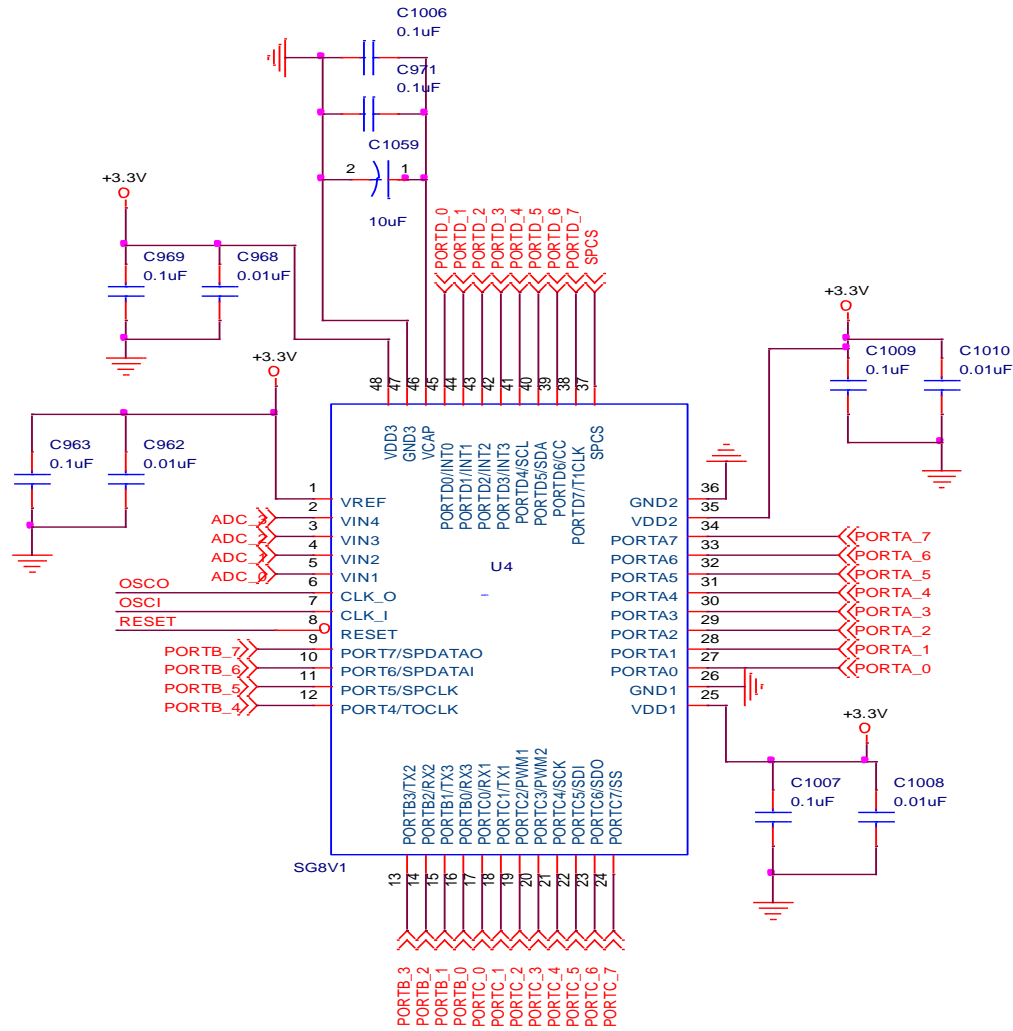 C1006
0.1uF
C971
0.1uF
C1059
2 1
10uF
+3.3V
C969
0.1uF
C968
0.01uF
PORTD_0
PORTD_1
PORTD_2
PORTD_3
PORTD_4
PORTD_5
PORTD_6
PORTD_7
SPCS
+3.3V
C1009
0.1uF
C1010
0.01uF
+3.3V
C963
0.1uF
C962
0.01uF
48
47
46
45
44
43
42
41
40
39
38
37
VDD3
GND3
VCAP
PORTD0/INT0
PORTD1/INT1
PORTD2/INT2
PORTD3/INT3
PORTD4/SCL
PORTD5/SDA
PORTD6/CC
PORTD7/T1CLK
SPCS
1 VREF
ADC_3 2 VIN4
ADC_2 3 VIN3
ADC_1 4 VIN2
ADC_0 5 VIN1
OSCO 6 CLK_O
OSCI 7 CLK_I
RESET 8 RESET
PORTB_7 9 PORT7/SPDATAO
PORTB_6 10 PORT6/SPDATAI
PORTB_5 11 PORT5/SPCLK
PORTB_4 12 PORT4/TOCLK
U4
GND2 36
VDD2 35
PORTA7 34 PORTA_7
PORTA6 33 PORTA_6
PORTA5 32 PORTA_5
PORTA4 31 PORTA_4
PORTA3 30 PORTA_3
PORTA2 29 PORTA_2
PORTA1 28 PORTA_1
PORTA0 27 PORTA_0
GND1 26
VDD1 25
+3.3V
C1007
0.1uF
C1008
0.01uF
PORTB3/TX2
PORTB2/RX2
PORTB1/TX3
PORTB0/RX3
PORTC0/RX1
PORTC1/TX1
PORTC2/PWM1
PORTC3/PWM2
PORTC4/SCK
PORTC5/SDI
PORTC6/SDO
PORTC7/SS
SG8V1
13
14
15
16
17
18
19
20
21
22
23
24
PORTB_3
PORTB_2
PORTB_1
PORTB_0
PORTC_0
PORTC_1
PORTC_2
PORTC_3
PORTC_4
PORTC_5
PORTC_6
PORTC_7